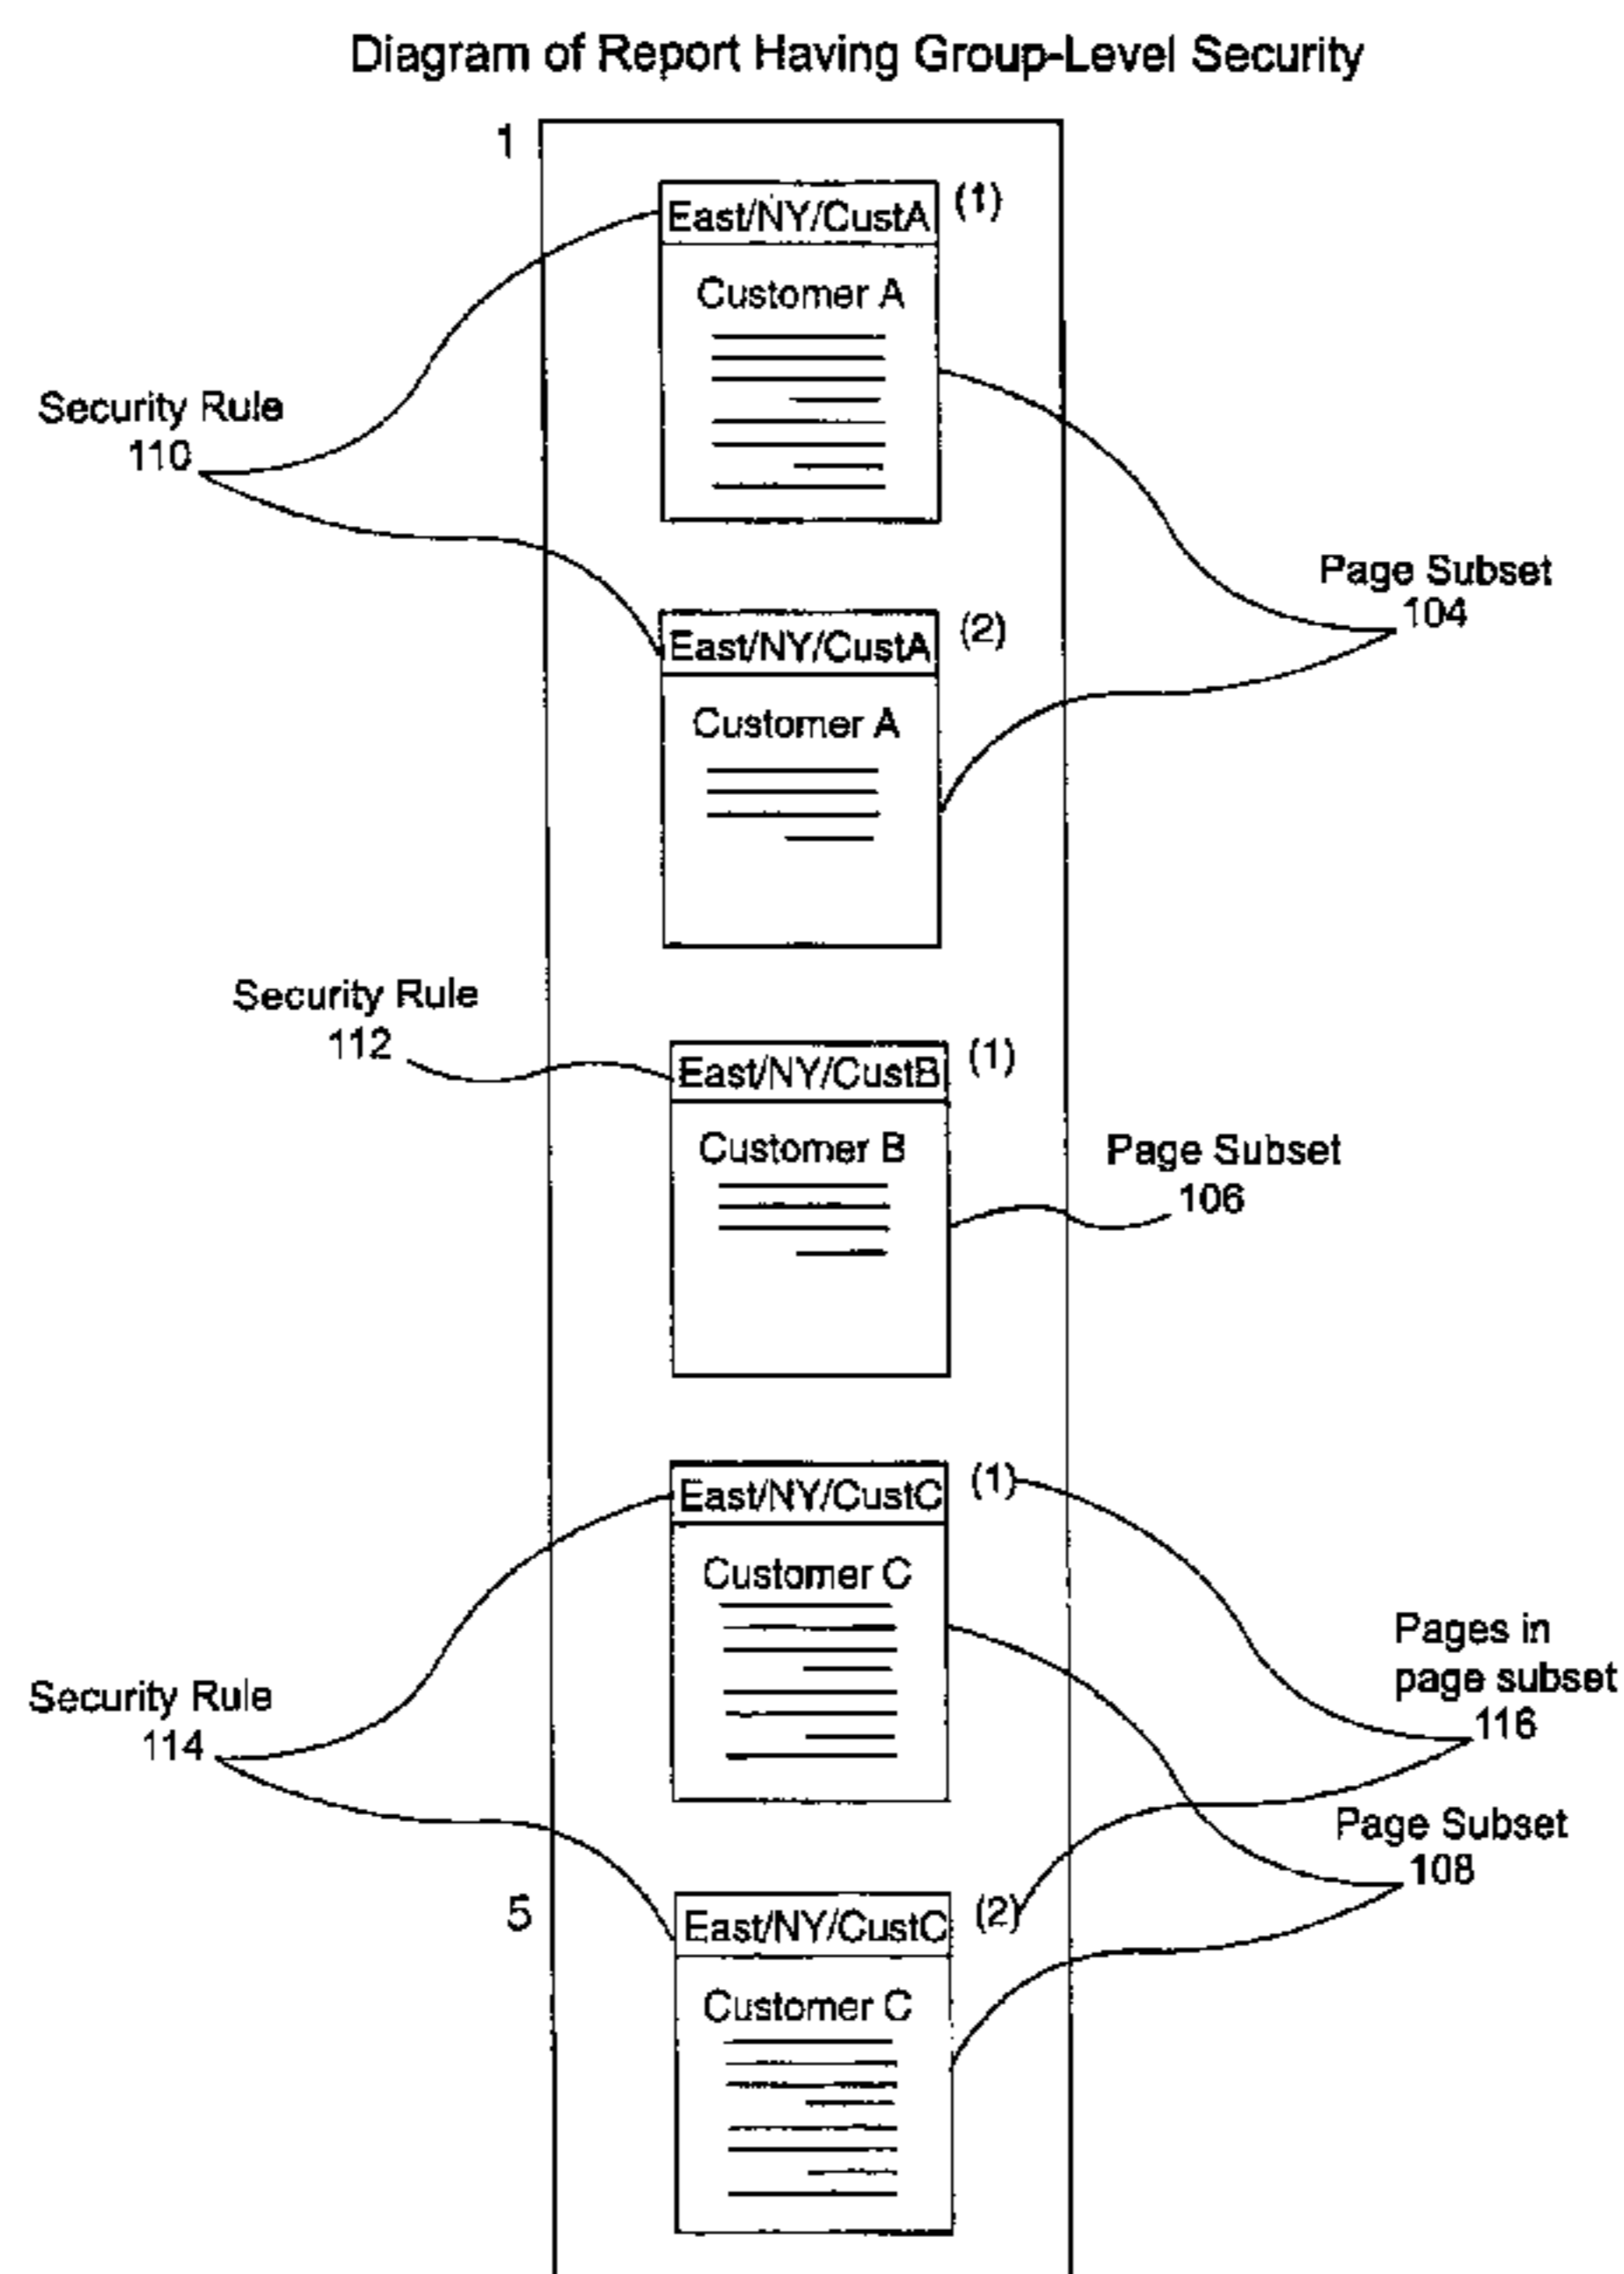 Diagram of Report Having Group-Level Security
1
East/NY/CustA
(1)
Customer A
Security Rule
110
Page Subset
104
East/NY/CustA
(2)
Customer A
Security Rule
112
East/NY/CustB
(1)
Customer B
Page Subset
106
East/NY/CustC
(1)
Customer C
Pages in
page subset
116
Security Rule
114
Page Subset
108
5
East/NY/CustC
(2)
Customer C